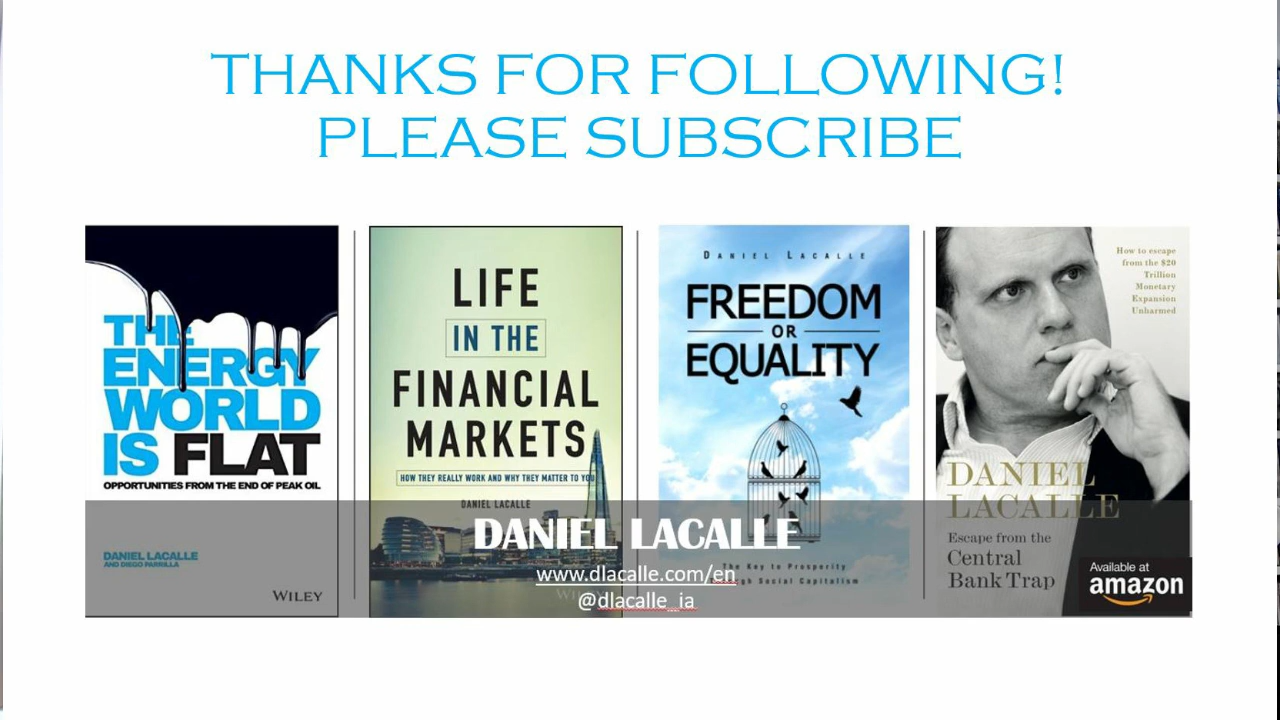 THANKS FOR FOLLOWING!
PLEASE SUBSCRIBE
THE
ENERGY
WORLD
IS FLAT
OPPORTUNITIES FROM THE END OF PEAK OIL
DANIEL LACALLE
AND DIEGO PARRILLA
WILEY
LIFE
IN THE
FINANCIAL
MARKETS
HOW THEY REALLY WORK AND WHY THEY MATTER TO YOU
DANIEL LACALLE
DANIEL LACALLE
FREEDOM
OR
EQUALITY
The Key to Prosperity
Through Social Capitalism
How to escape
from the $20
Trillion
Monetary
Expansion
Unharmed
DANIEL
LACALLE
Escape from the
Central
Bank Trap
Available at
amazon
DANIEL LACALLE
www.dlacalle.com/en
@dlacalle_ia